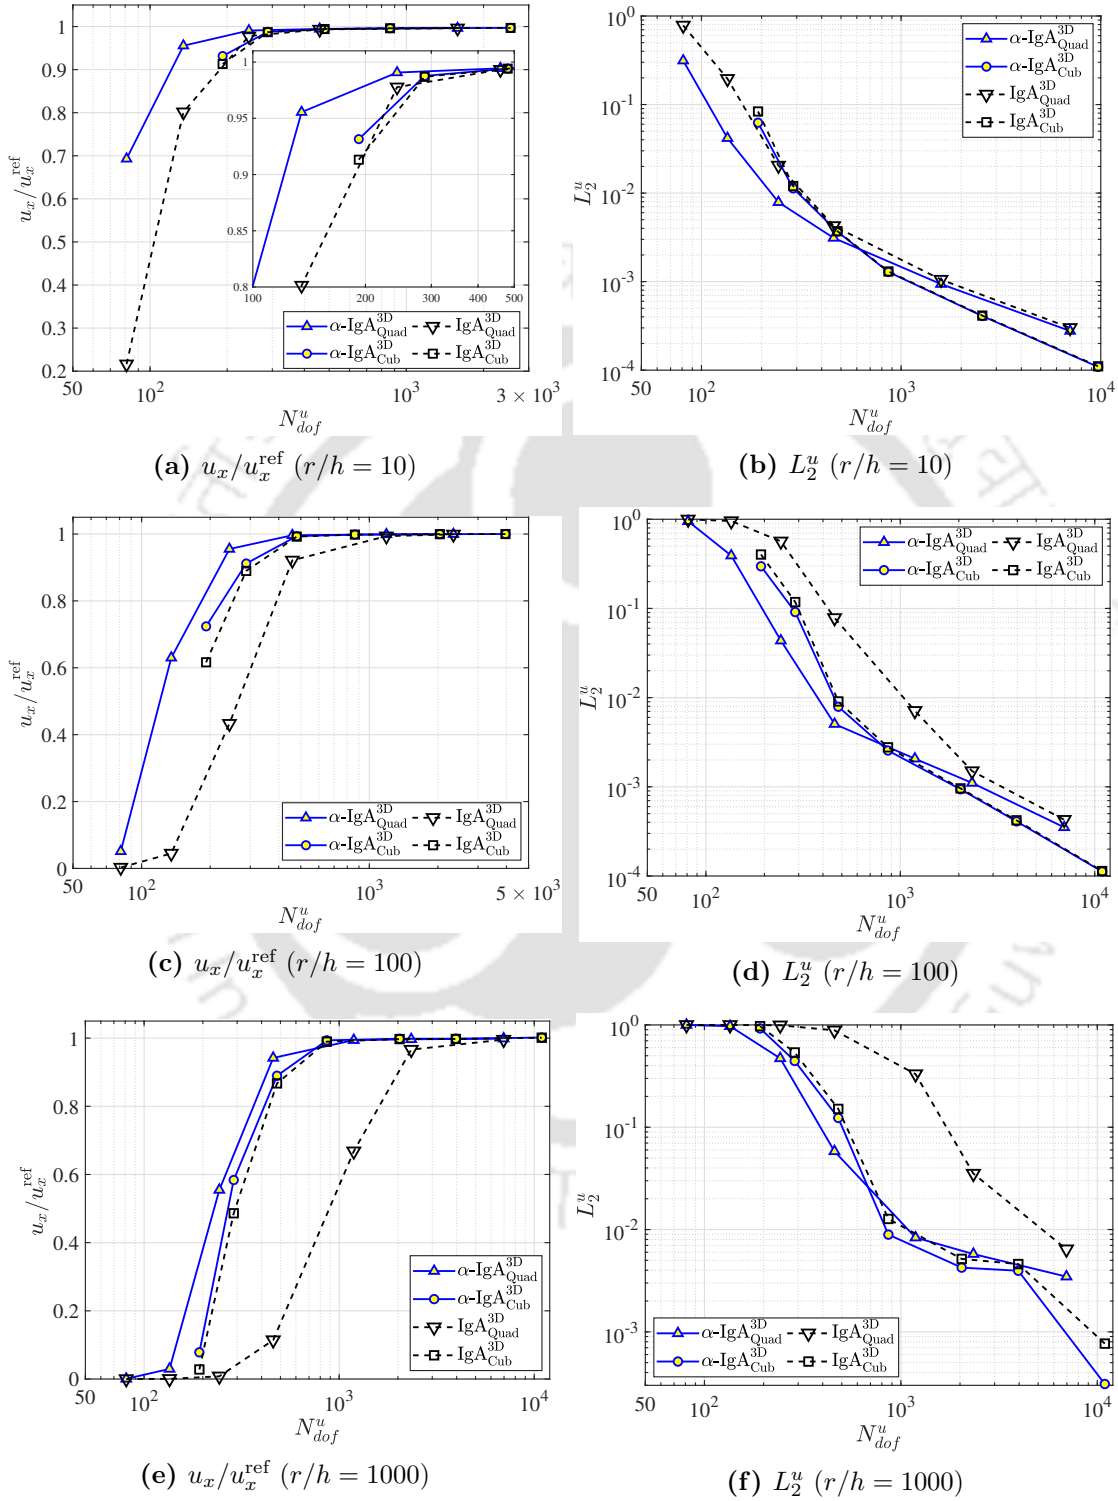 1
0.9
0.8
0.7
0.6
0.5
0.4
0.3
0.2
u_x/u_x^ref
1
0.95
0.9
0.85
0.8
100 200 300 400 500
α-IgA^3D_Quad IgA^3D_Quad
α-IgA^3D_Cub IgA^3D_Cub
50 10^2 10^3 3 × 10^3
N^u_dof
(a) u_x/u_x^ref (r/h = 10)
10^0
10^-1
10^-2
10^-3
10^-4
L^u_2
α-IgA^3D_Quad
α-IgA^3D_Cub
IgA^3D_Quad
IgA^3D_Cub
50 10^2 10^3 10^4
N^u_dof
(b) L^u_2 (r/h = 10)
1
0.8
0.6
0.4
0.2
0
u_x/u_x^ref
α-IgA^3D_Quad IgA^3D_Quad
α-IgA^3D_Cub IgA^3D_Cub
50 10^2 10^3 5 × 10^3
N^u_dof
(c) u_x/u_x^ref (r/h = 100)
10^0
10^-1
10^-2
10^-3
10^-4
L^u_2
α-IgA^3D_Quad IgA^3D_Quad
α-IgA^3D_Cub IgA^3D_Cub
50 10^2 10^3 10^4
N^u_dof
(d) L^u_2 (r/h = 100)
1
0.8
0.6
0.4
0.2
0
u_x/u_x^ref
α-IgA^3D_Quad
α-IgA^3D_Cub
IgA^3D_Quad
IgA^3D_Cub
50 10^2 10^3 10^4
N^u_dof
(e) u_x/u_x^ref (r/h = 1000)
10^0
10^-1
10^-2
10^-3
L^u_2
α-IgA^3D_Quad IgA^3D_Quad
α-IgA^3D_Cub IgA^3D_Cub
50 10^2 10^3 10^4
N^u_dof
(f) L^u_2 (r/h = 1000)